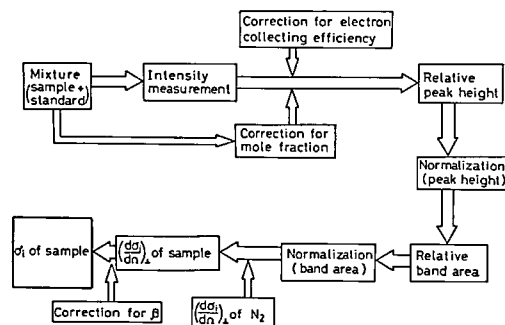 Correction for electron
collecting efficiency
Mixture
(sample +
standard)
Intensity
measurement
Relative
peak height
Correction for
mole fraction
Normalization
(peak height)
σi of sample
(dσi/dΩ)⊥ of sample
Normalization
(band area)
Relative
band area
Correction for β
(dσi/dΩ)⊥ of N2